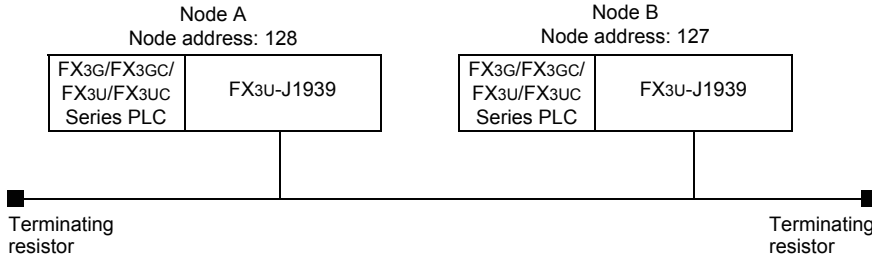 Node A
Node address: 128
FX3G/FX3GC/
FX3U/FX3UC
Series PLC
FX3U-J1939
Node B
Node address: 127
FX3G/FX3GC/
FX3U/FX3UC
Series PLC
FX3U-J1939
Terminating
resistor
Terminating
resistor